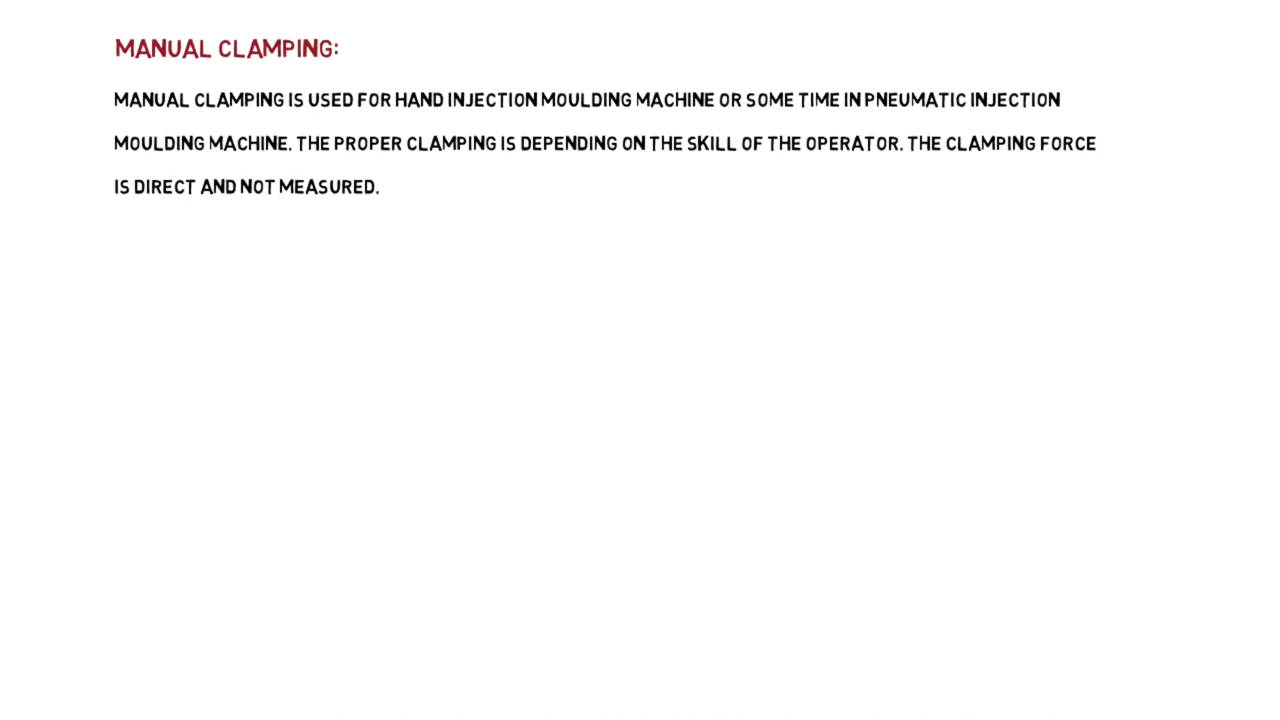 MANUAL CLAMPING:
MANUAL CLAMPING IS USED FOR HAND INJECTION MOULDING MACHINE OR SOME TIME IN PNEUMATIC INJECTION
MOULDING MACHINE. THE PROPER CLAMPING IS DEPENDING ON THE SKILL OF THE OPERATOR. THE CLAMPING FORCE
IS DIRECT AND NOT MEASURED.